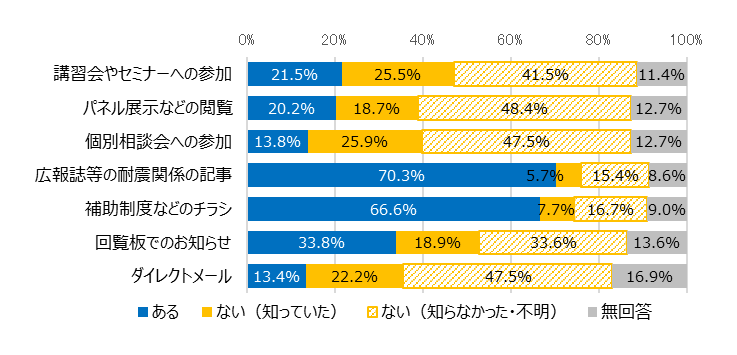 0% 20% 40% 60% 80% 100%
講習会やセミナーへの参加 21.5% 25.5% 41.5% 11.4%
パネル展示などの閲覧 20.2% 18.7% 48.4% 12.7%
個別相談会への参加 13.8% 25.9% 47.5% 12.7%
広報誌等の耐震関係の記事 70.3% 5.7% 15.4% 8.6%
補助制度などのチラシ 66.6% 7.7% 16.7% 9.0%
回覧板でのお知らせ 33.8% 18.9% 33.6% 13.6%
ダイレクトメール 13.4% 22.2% 47.5% 16.9%
ある ない（知っていた） ない（知らなかった・不明） 無回答